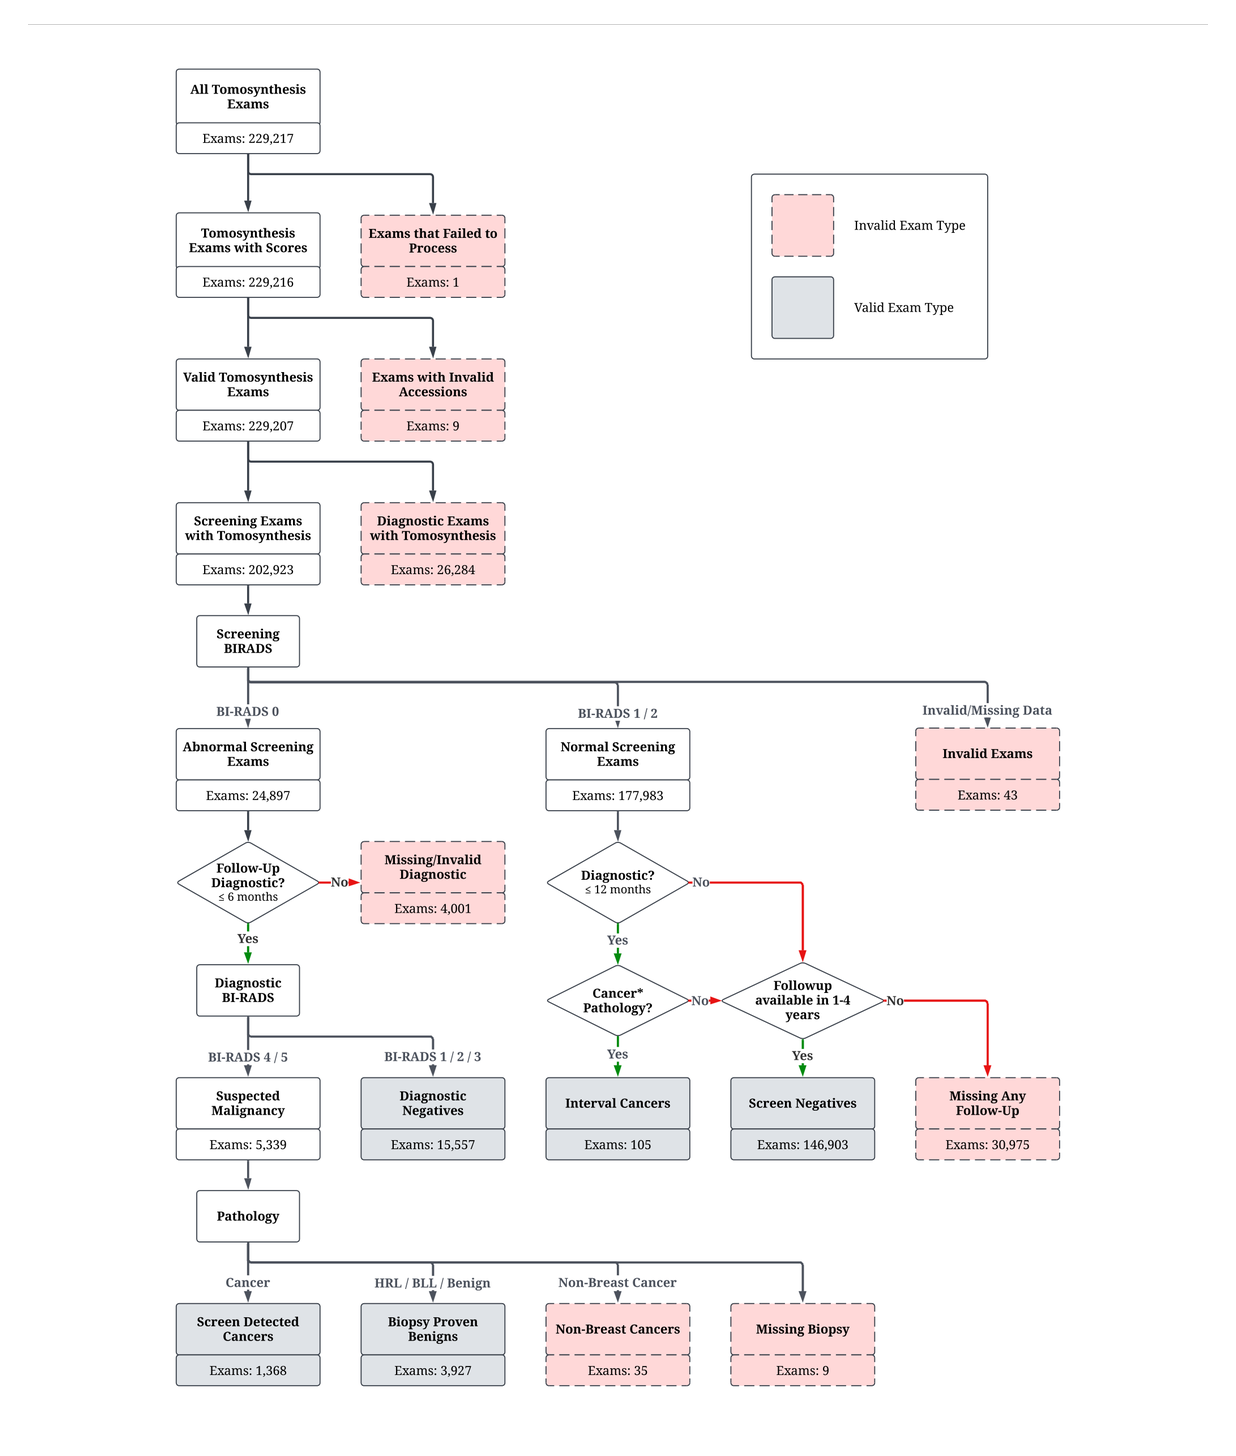 All Tomosynthesis
Exams
Exams: 229,217
Tomosynthesis
Exams with Scores
Exams: 229,216
Exams that Failed to
Process
Exams: 1
Invalid Exam Type
Valid Exam Type
Valid Tomosynthesis
Exams
Exams: 229,207
Exams with Invalid
Accessions
Exams: 9
Screening Exams
with Tomosynthesis
Exams: 202,923
Diagnostic Exams
with Tomosynthesis
Exams: 26,284
Screening
BIRADS
BI-RADS 0
BI-RADS 1 / 2
Invalid/Missing Data
Abnormal Screening
Exams
Exams: 24,897
Normal Screening
Exams
Exams: 177,983
Invalid Exams
Exams: 43
Follow-Up
Diagnostic?
≤ 6 months
No
Missing/Invalid
Diagnostic
Exams: 4,001
Diagnostic?
≤ 12 months
No
Yes
Yes
Diagnostic
BI-RADS
Cancer*
Pathology?
No
Followup
available in 1-4
years
No
BI-RADS 4 / 5
BI-RADS 1 / 2 / 3
Yes
Yes
Suspected
Malignancy
Exams: 5,339
Diagnostic
Negatives
Exams: 15,557
Interval Cancers
Exams: 105
Screen Negatives
Exams: 146,903
Missing Any
Follow-Up
Exams: 30,975
Pathology
Cancer
HRL / BLL / Benign
Non-Breast Cancer
Screen Detected
Cancers
Exams: 1,368
Biopsy Proven
Benigns
Exams: 3,927
Non-Breast Cancers
Exams: 35
Missing Biopsy
Exams: 9